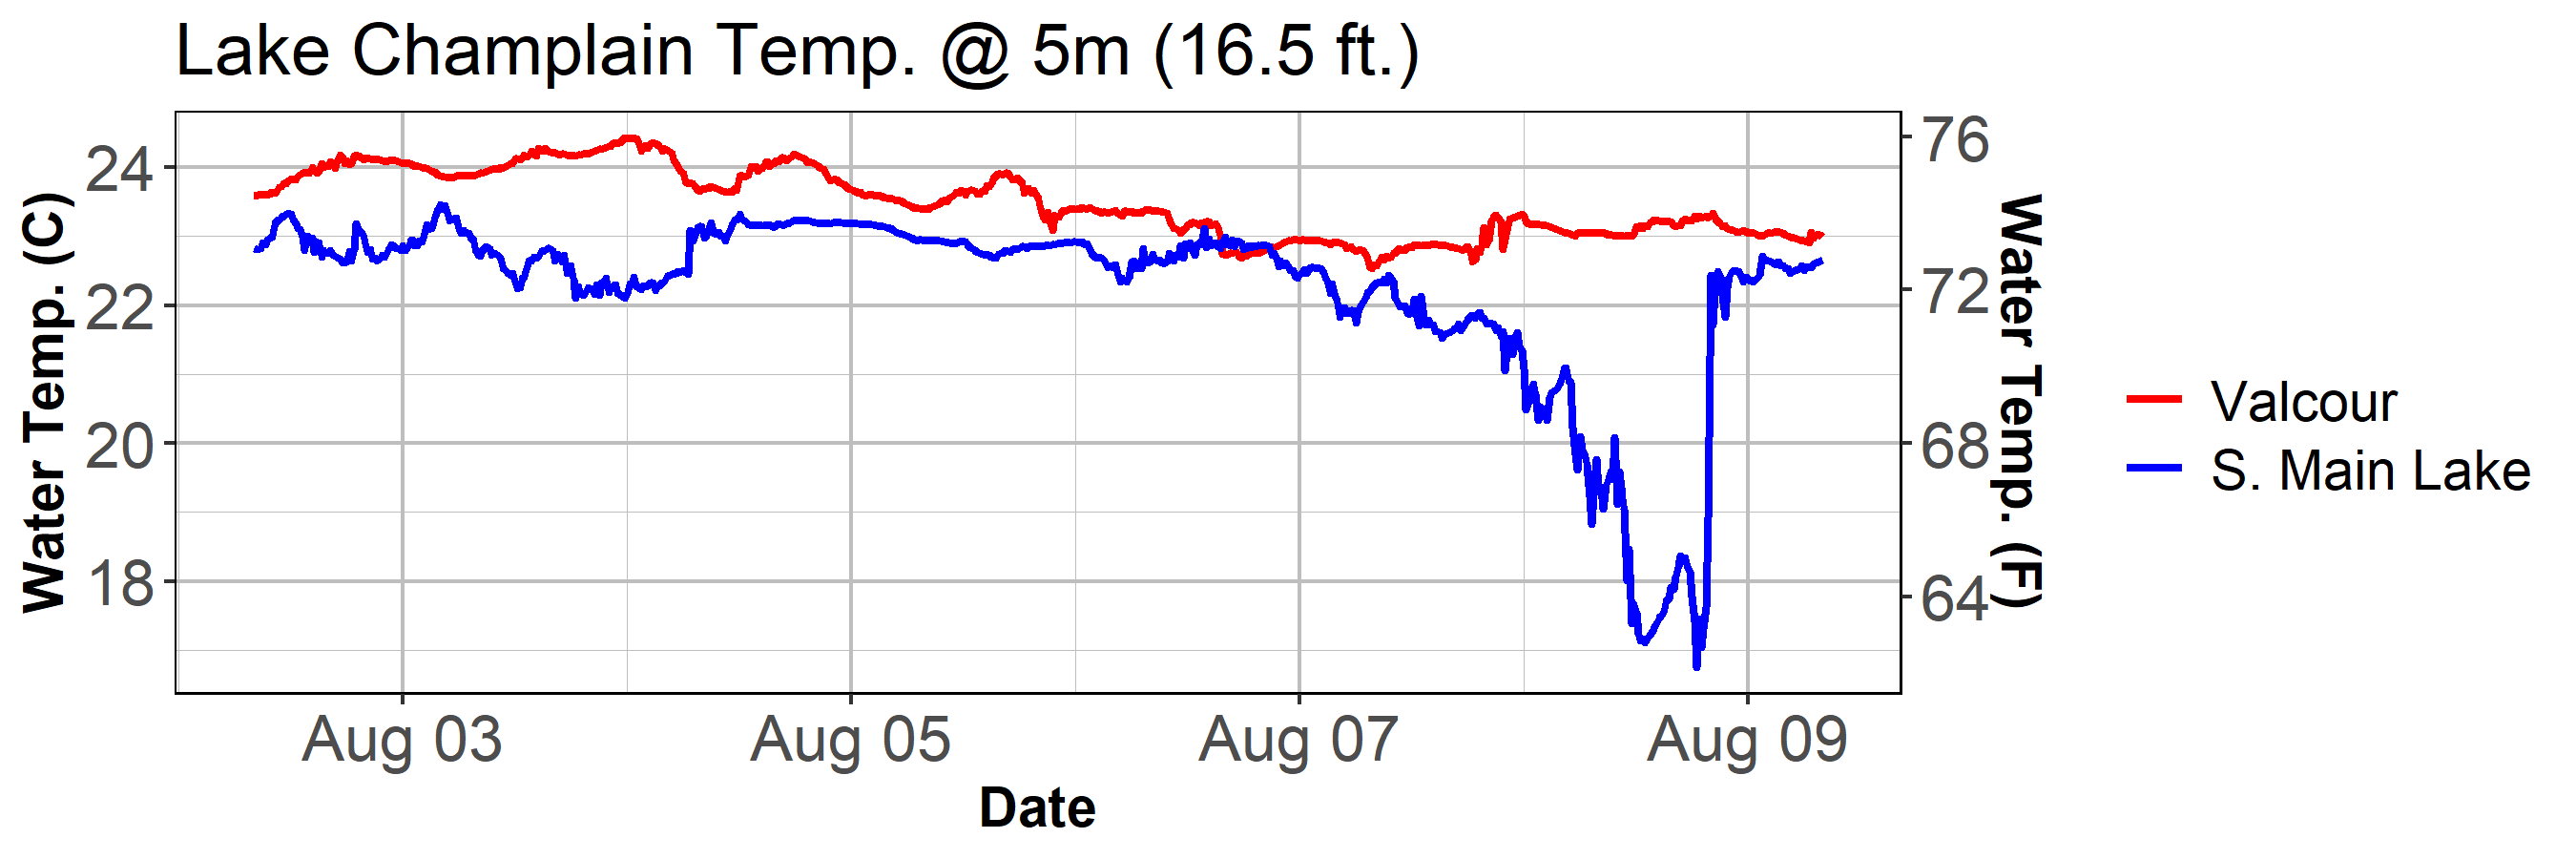 Lake Champlain Temp. @ 5m (16.5 ft.)
Water Temp. (C)
24
22
20
18
76
72
68
64
Water Temp. (F)
Valcour
S. Main Lake
Aug 03
Aug 05
Aug 07
Aug 09
Date